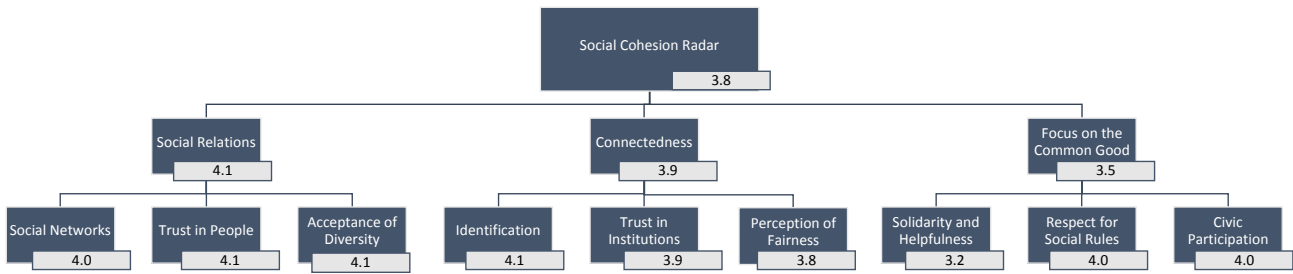 Social Cohesion Radar
3.8
Social Relations
4.1
Connectedness
3.9
Focus on the
Common Good
3.5
Social Networks
4.0
Trust in People
4.1
Acceptance of
Diversity
4.1
Identification
4.1
Trust in
Institutions
3.9
Perception of
Fairness
3.8
Solidarity and
Helpfulness
3.2
Respect for
Social Rules
4.0
Civic
Participation
4.0